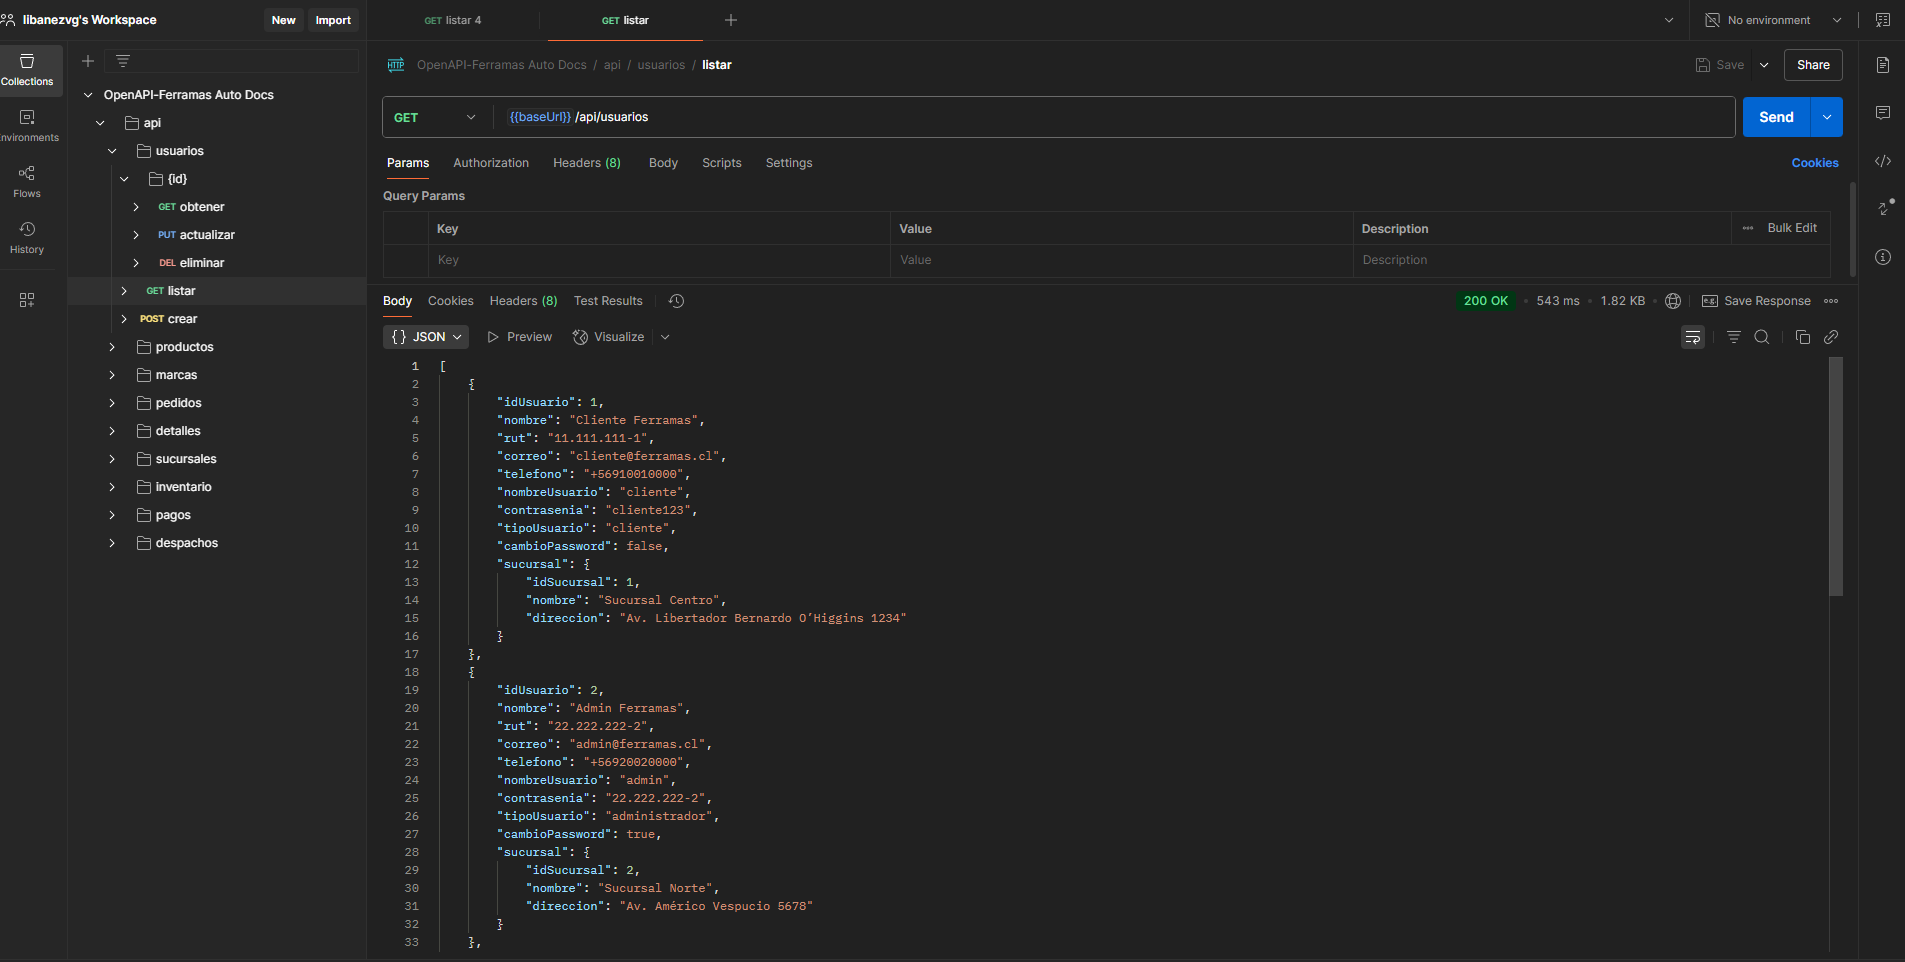 libanezvg's Workspace
New
Import
GET listar 4
GET listar
No environment
Collections
nvironments
Flows
History
OpenAPI-Ferramas Auto Docs
api
usuarios
{id}
GET obtener
PUT actualizar
DEL eliminar
GET listar
POST crear
productos
marcas
pedidos
detalles
sucursales
inventario
pagos
despachos
HTTP
OpenAPI-Ferramas Auto Docs / api / usuarios / listar
Save
Share
GET
{{baseUrl}} /api/usuarios
Send
Params
Authorization
Headers (8)
Body
Scripts
Settings
Cookies
Query Params
Key
Value
Description
Bulk Edit
Key
Value
Description
Body
Cookies
Headers (8)
Test Results
200 OK
543 ms
1.82 KB
e.g.
Save Response
{} JSON
Preview
Visualize
1 [
2 {
3 "idUsuario": 1,
4 "nombre": "Cliente Ferramas",
5 "rut": "11.111.111-1",
6 "correo": "cliente@ferramas.cl",
7 "telefono": "+56910010000",
8 "nombreUsuario": "cliente",
9 "contrasenia": "cliente123",
10 "tipoUsuario": "cliente",
11 "cambioPassword": false,
12 "sucursal": {
13 "idSucursal": 1,
14 "nombre": "Sucursal Centro",
15 "direccion": "Av. Libertador Bernardo O’Higgins 1234"
16 }
17 },
18 {
19 "idUsuario": 2,
20 "nombre": "Admin Ferramas",
21 "rut": "22.222.222-2",
22 "correo": "admin@ferramas.cl",
23 "telefono": "+56920020000",
24 "nombreUsuario": "admin",
25 "contrasenia": "22.222.222-2",
26 "tipoUsuario": "administrador",
27 "cambioPassword": true,
28 "sucursal": {
29 "idSucursal": 2,
30 "nombre": "Sucursal Norte",
31 "direccion": "Av. Américo Vespucio 5678"
32 }
33 },